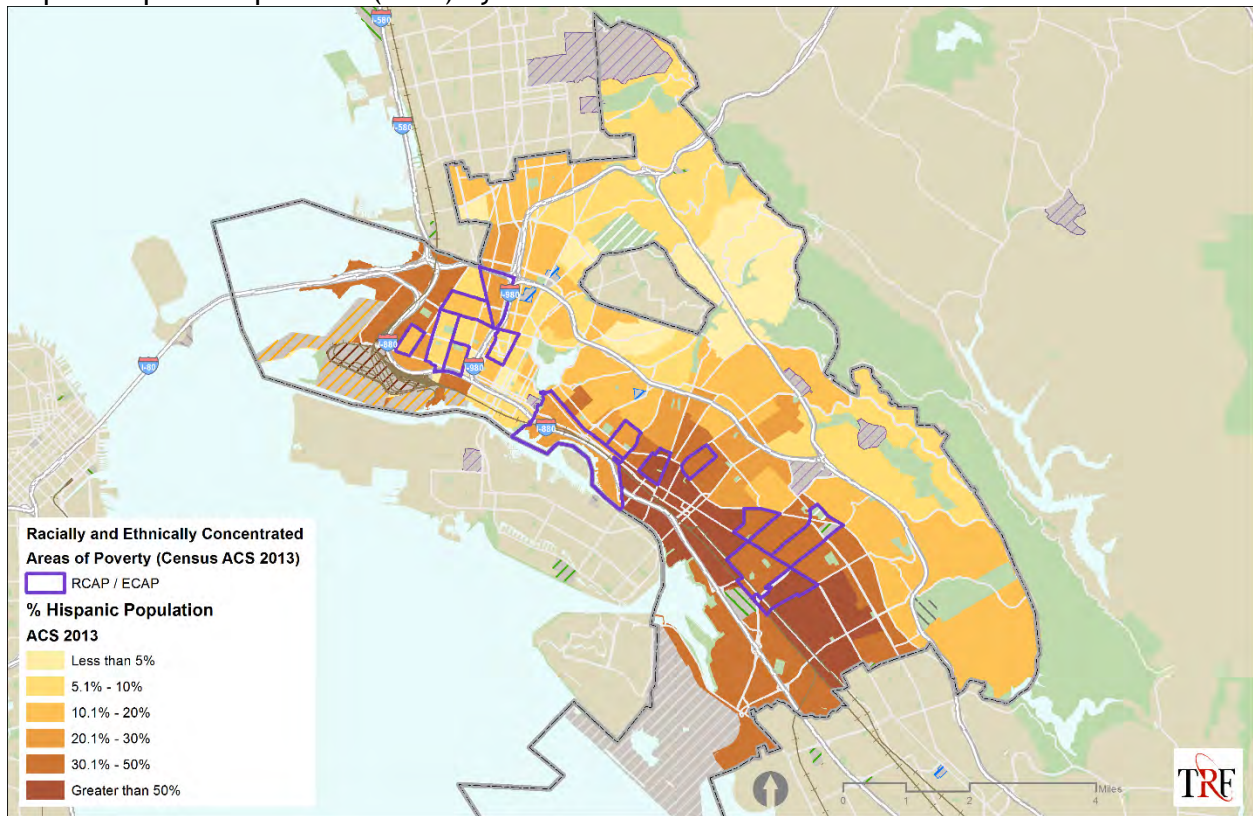 I-580
I-580
I-980
I-880
I-980
I-80
I-880
Racially and Ethnically Concentrated
Areas of Poverty (Census ACS 2013)
RCAP / ECAP
% Hispanic Population
ACS 2013
Less than 5%
5.1% - 10%
10.1% - 20%
20.1% - 30%
30.1% - 50%
Greater than 50%
Miles
0 1 2 4
TRF